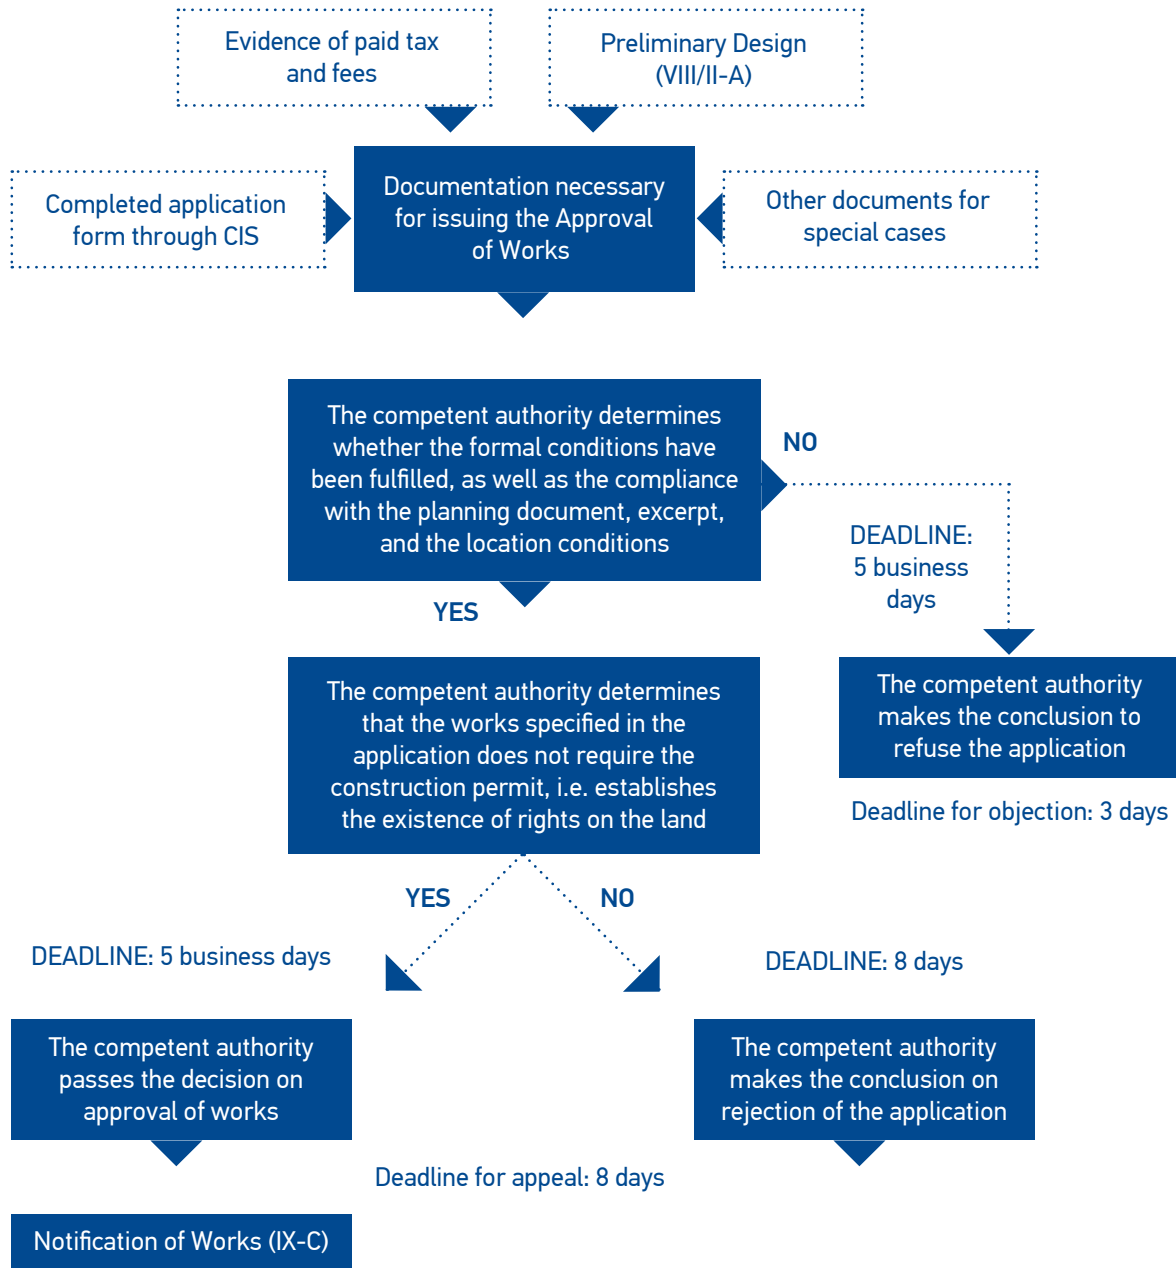 Evidence of paid tax
and fees
Preliminary Design
(VIII/II-A)
Completed application
form through CIS
Documentation necessary
for issuing the Approval
of Works
Other documents for
special cases
The competent authority determines
whether the formal conditions have
been fulfilled, as well as the compliance
with the planning document, excerpt,
and the location conditions
NO
DEADLINE:
5 business
days
YES
The competent authority determines
that the works specified in the
application does not require the
construction permit, i.e. establishes
the existence of rights on the land
The competent authority
makes the conclusion to
refuse the application
Deadline for objection: 3 days
YES
NO
DEADLINE: 5 business days
DEADLINE: 8 days
The competent authority
passes the decision on
approval of works
The competent authority
makes the conclusion on
rejection of the application
Deadline for appeal: 8 days
Notification of Works (IX-C)